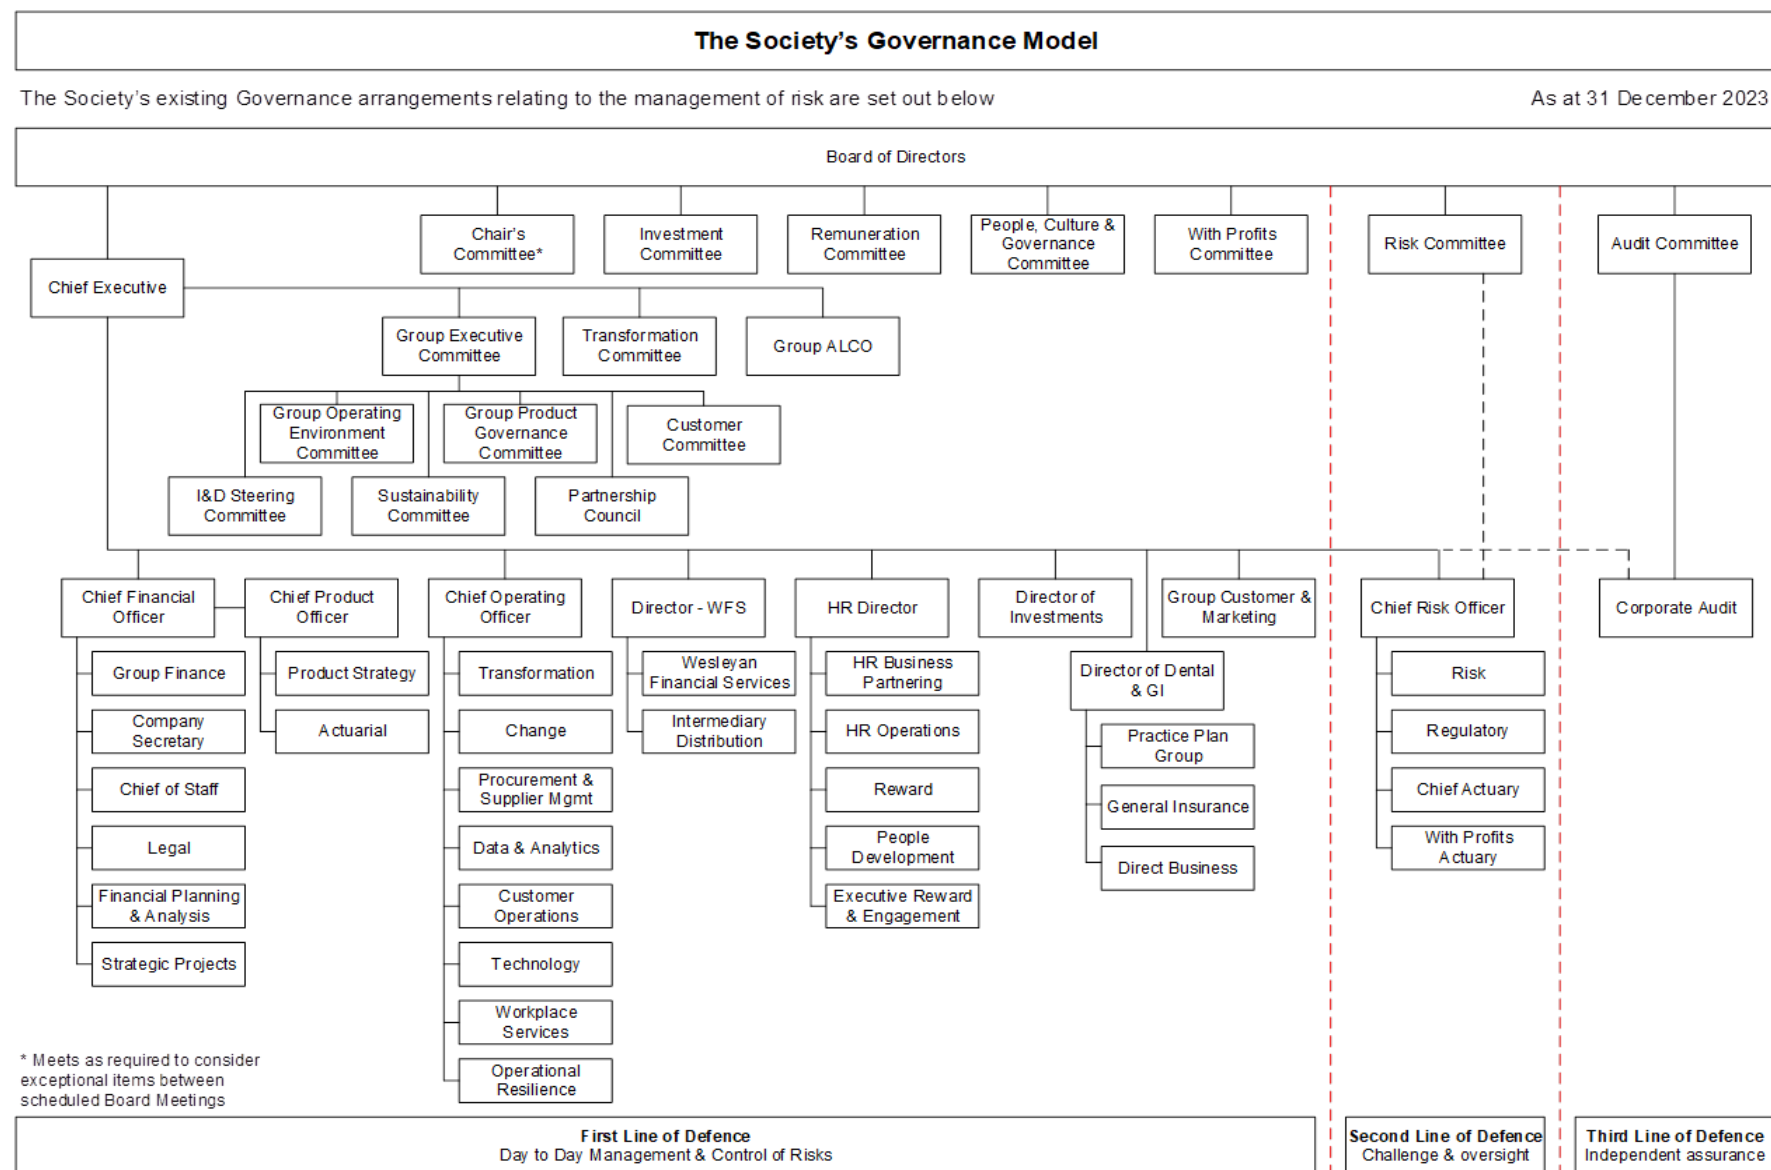 The Society's Governance Model
The Society's existing Governance arrangements relating to the management of risk are set out below
As at 31 December 2023
Board of Directors
Chair's
Committee*
Investment
Committee
Remuneration
Committee
People, Culture &
Governance
Committee
With Profits
Committee
Risk Committee
Audit Committee
Chief Executive
Group Executive
Committee
Transformation
Committee
Group ALCO
Group Operating
Environment
Committee
Group Product
Governance
Committee
Customer
Committee
I&D Steering
Committee
Sustainability
Committee
Partnership
Council
Chief Financial
Officer
Chief Product
Officer
Chief Operating
Officer
Director - WFS
HR Director
Director of
Investments
Group Customer &
Marketing
Chief Risk Officer
Corporate Audit
Group Finance
Company
Secretary
Chief of Staff
Legal
Financial Planning
& Analysis
Strategic Projects
Product Strategy
Actuarial
Transformation
Change
Procurement &
Supplier Mgmt
Data & Analytics
Customer
Operations
Technology
Workplace
Services
Operational
Resilience
Wesleyan
Financial Services
Intermediary
Distribution
HR Business
Partnering
HR Operations
Reward
People
Development
Executive Reward
& Engagement
Director of Dental
& GI
Practice Plan
Group
General Insurance
Direct Business
Risk
Regulatory
Chief Actuary
With Profits
Actuary
* Meets as required to consider
exceptional items between
scheduled Board Meetings
First Line of Defence
Day to Day Management & Control of Risks
Second Line of Defence
Challenge & oversight
Third Line of Defence
Independent assurance